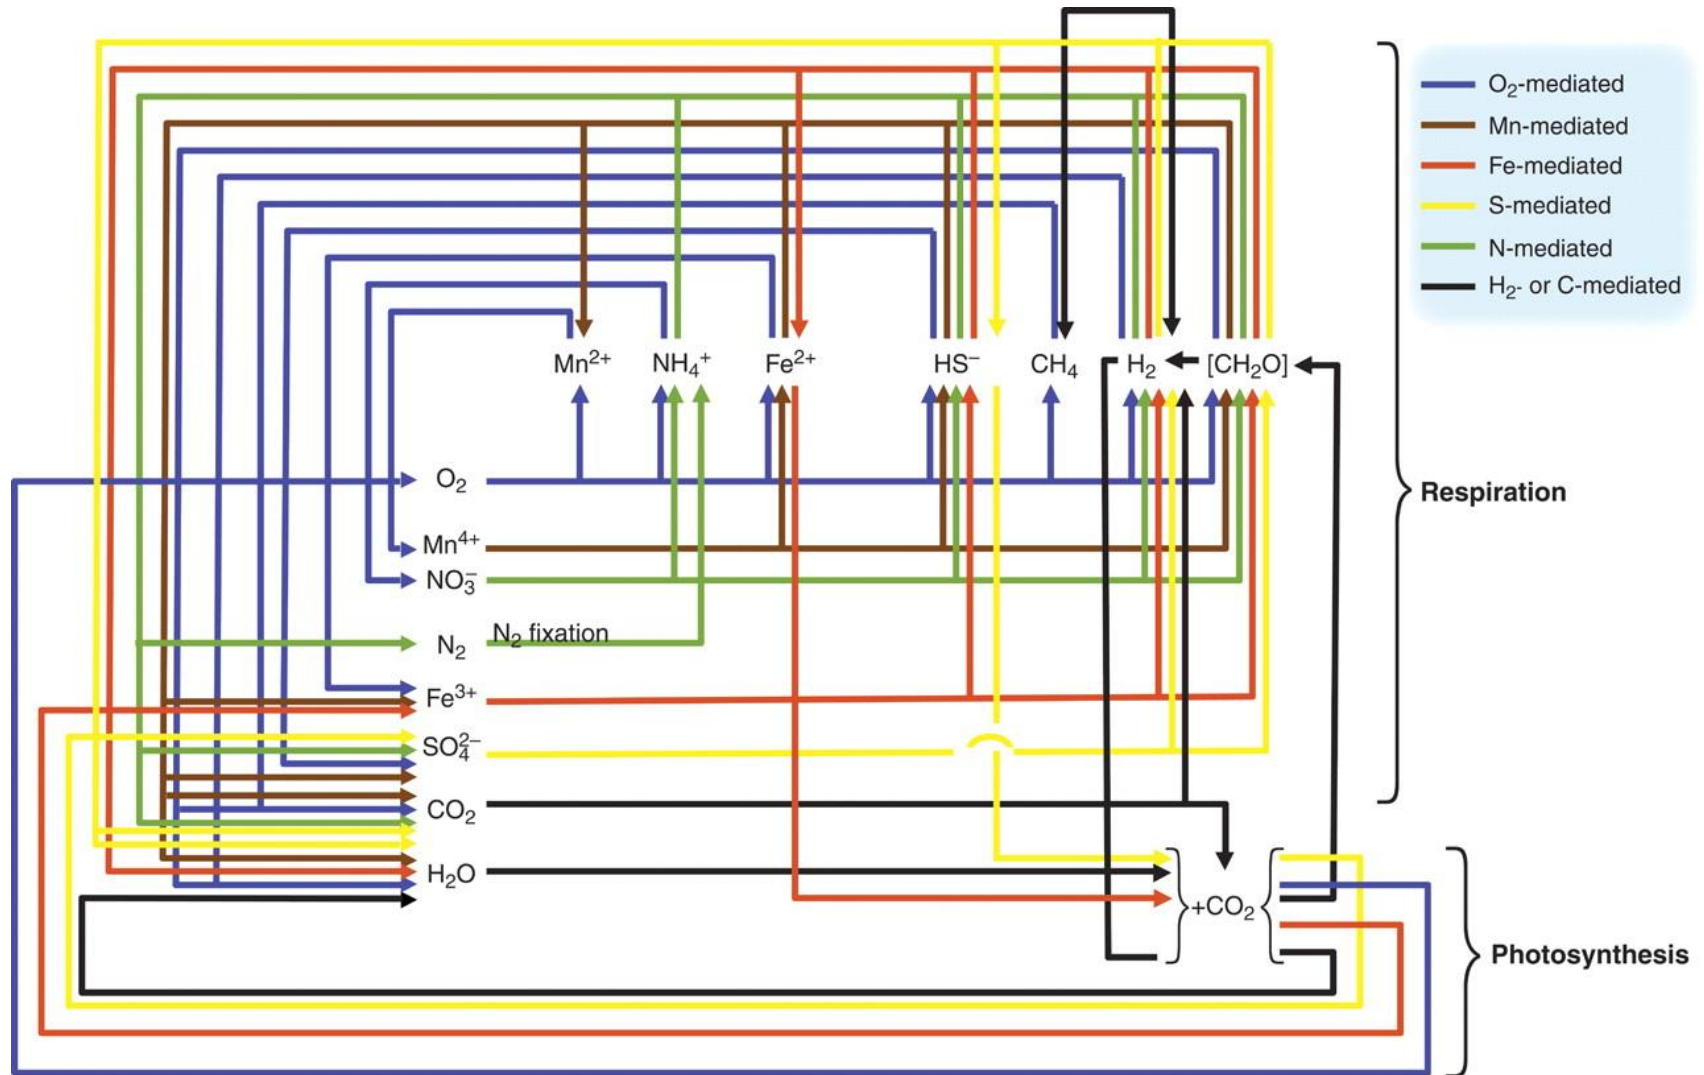 O₂-mediated
Mn-mediated
Fe-mediated
S-mediated
N-mediated
H₂- or C-mediated
Mn²⁺ NH₄⁺ Fe²⁺ HS⁻ CH₄ H₂ [CH₂O]
O₂
Respiration
Mn⁴⁺
NO₃⁻
N₂ N₂ fixation
Fe³⁺
SO₄²⁻
CO₂
H₂O
+CO₂
Photosynthesis